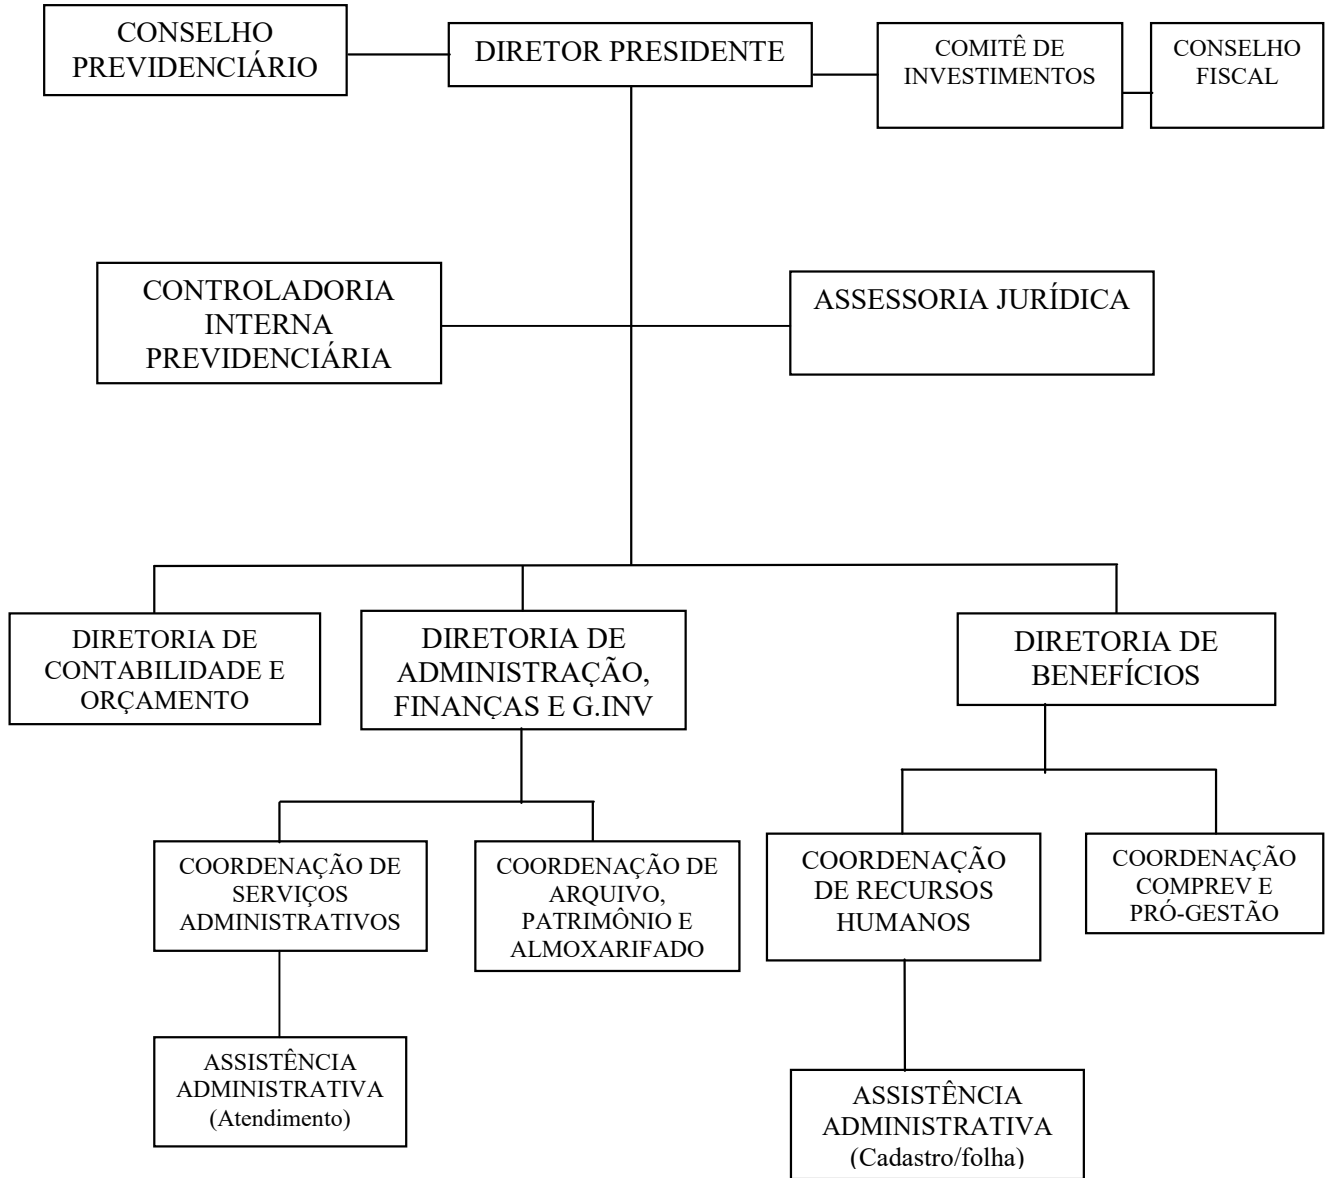 CONSELHO
PREVIDENCIÁRIO
DIRETOR PRESIDENTE
COMITÊ DE
INVESTIMENTOS
CONSELHO
FISCAL
CONTROLADORIA
INTERNA
PREVIDENCIÁRIA
ASSESSORIA JURÍDICA
DIRETORIA DE
CONTABILIDADE E
ORÇAMENTO
DIRETORIA DE
ADMINISTRAÇÃO,
FINANÇAS E G.INV
DIRETORIA DE
BENEFÍCIOS
COORDENAÇÃO DE
SERVIÇOS
ADMINISTRATIVOS
COORDENAÇÃO DE
ARQUIVO,
PATRIMÔNIO E
ALMOXARIFADO
COORDENAÇÃO
DE RECURSOS
HUMANOS
COORDENAÇÃO
COMPREV E
PRÓ-GESTÃO
ASSISTÊNCIA
ADMINISTRATIVA
(Atendimento)
ASSISTÊNCIA
ADMINISTRATIVA
(Cadastro/folha)